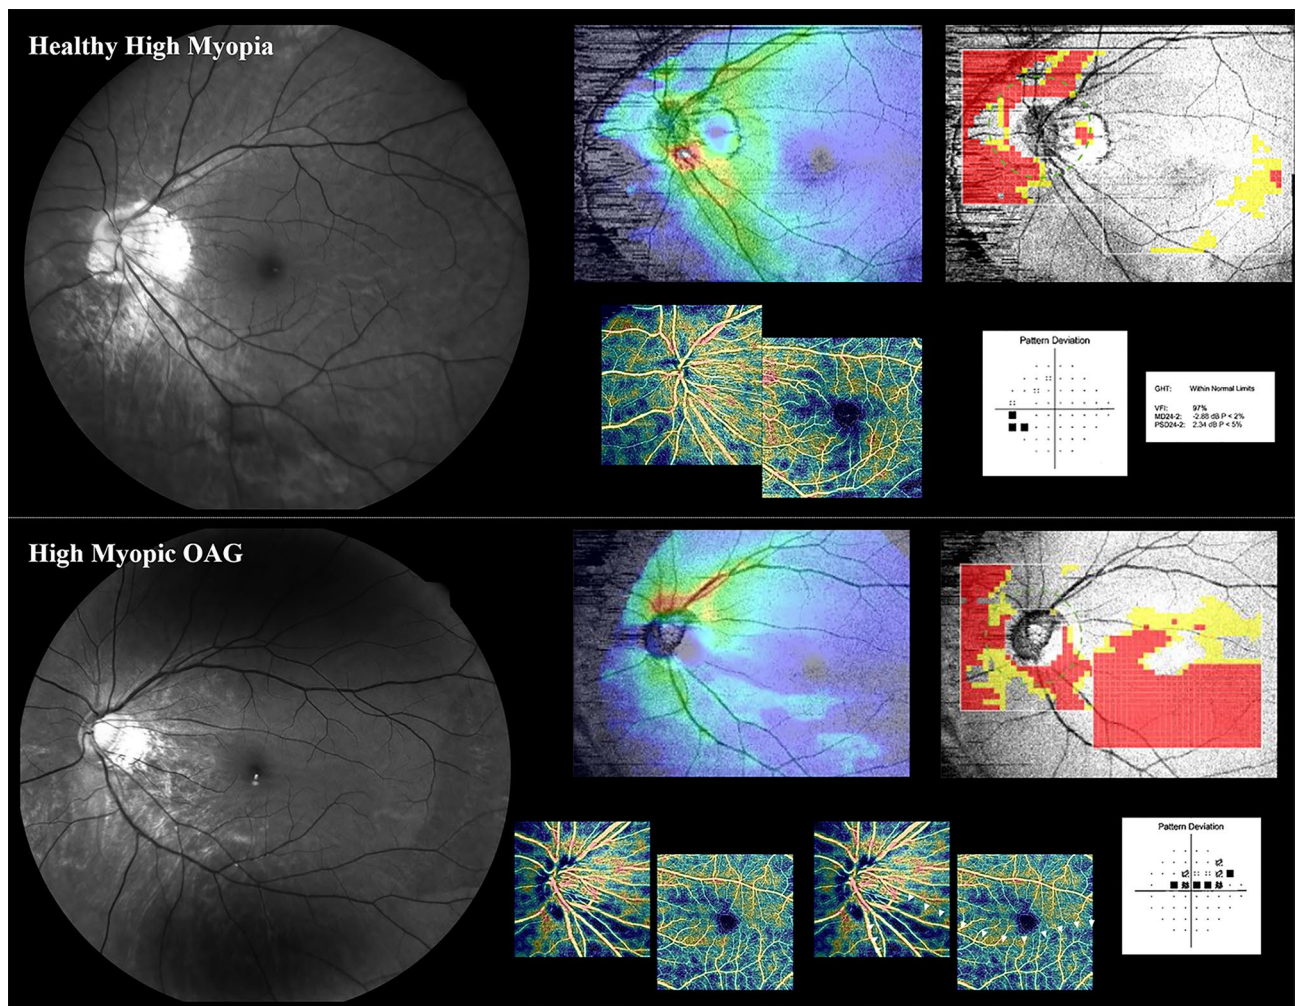 Healthy High Myopia
Pattern Deviation
GHT: Within Normal Limits
VFI: 97%
MD24-2: -2.88 dB P < 2%
PSD24-2: 2.34 dB P < 5%
High Myopic OAG
Pattern Deviation